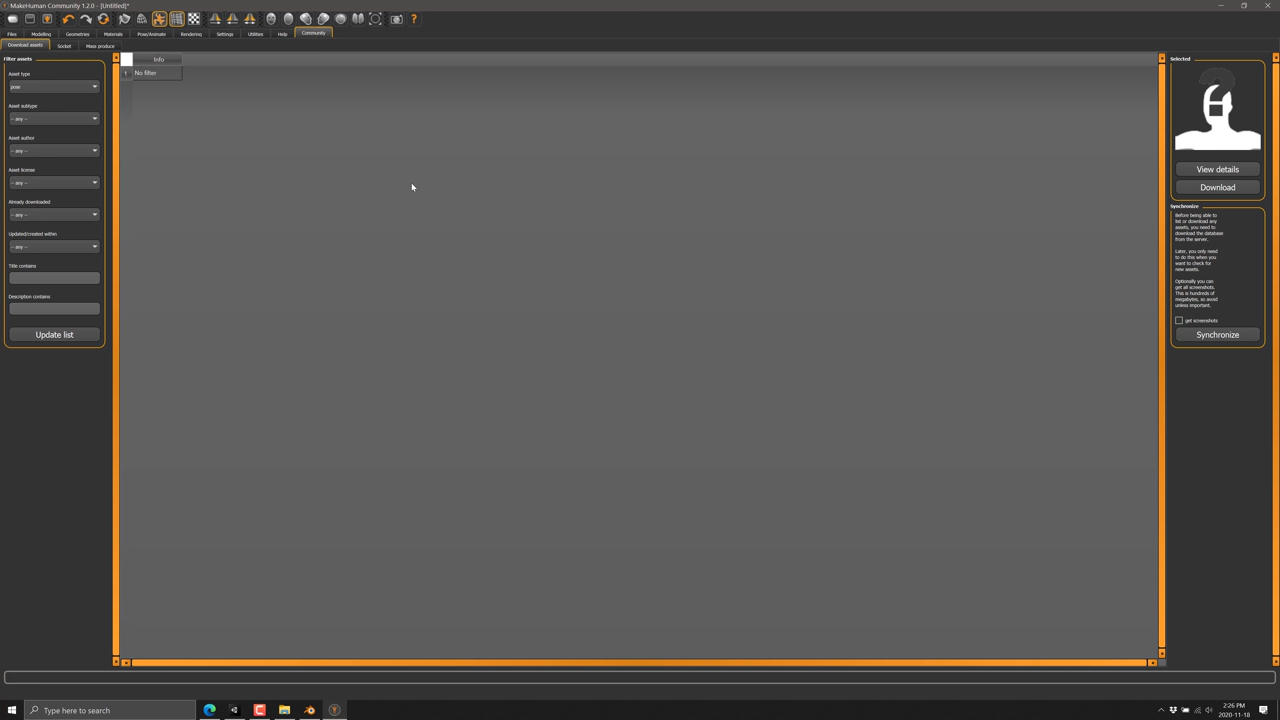 MakeHuman Community 1.2.0 - [Untitled]*
Files Modelling Geometries Materials Pose/Animate Rendering Settings Utilities Help Community
Download assets Socket Mass produce
Filter assets
Asset type
pose
Asset subtype
-- any --
Asset author
-- any --
Asset license
-- any --
Already downloaded
-- any --
Updated/created within
-- any --
Title contains
Description contains
Update list
Info
1 No filter
Selected
View details
Download
Synchronize
Before being able to
list or download any
assets, you need to
download the database
from the server.
Later, you only need
to do this when you
want to check for
new assets.
Optionally you can
get all screenshots.
This is hundreds of
megabytes, so avoid
unless important.
get screenshots
Synchronize
Type here to search
2:26 PM
2020-11-18